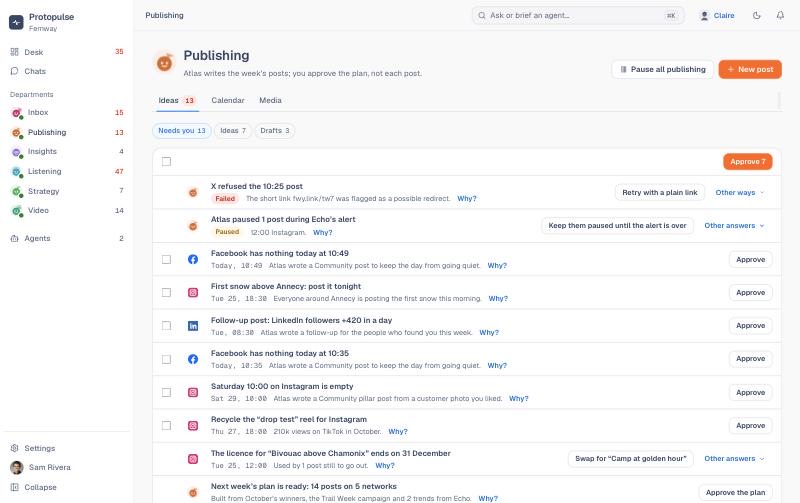 Protopulse
Fernway
Publishing
Ask or brief an agent...
⌘K
Claire
Desk 35
Chats
Departments
Inbox 15
Publishing 13
Insights 4
Listening 47
Strategy 7
Video 14
Agents 2
Settings
Sam Rivera
Collapse
Publishing
Atlas writes the week's posts; you approve the plan, not each post.
Pause all publishing
+ New post
Ideas 13
Calendar
Media
Needs you 13
Ideas 7
Drafts 3
Approve 7
X refused the 10:25 post
Failed The short link fwy.link/tw7 was flagged as a possible redirect. Why?
Retry with a plain link
Other ways
Atlas paused 1 post during Echo's alert
Paused 12:00 Instagram. Why?
Keep them paused until the alert is over
Other answers
Facebook has nothing today at 10:49
Today, 10:49 Atlas wrote a Community post to keep the day from going quiet. Why?
Approve
First snow above Annecy: post it tonight
Tue 25, 18:30 Everyone around Annecy is posting the first snow this morning. Why?
Approve
Follow-up post: LinkedIn followers +420 in a day
Tue, 08:30 Atlas wrote a follow-up for the people who found you this week. Why?
Approve
Facebook has nothing today at 10:35
Today, 10:35 Atlas wrote a Community post to keep the day from going quiet. Why?
Approve
Saturday 10:00 on Instagram is empty
Sat 29, 10:00 Atlas wrote a Community pillar post from a customer photo you liked. Why?
Approve
Recycle the “drop test” reel for Instagram
Thu 27, 18:00 210k views on TikTok in October. Why?
Approve
The licence for “Bivouac above Chamonix” ends on 31 December
Tue 25, 12:00 Used by 1 post still to go out. Why?
Swap for “Camp at golden hour”
Other answers
Next week's plan is ready: 14 posts on 5 networks
Built from October's winners, the Trail Week campaign and 2 trends from Echo. Why?
Approve the plan